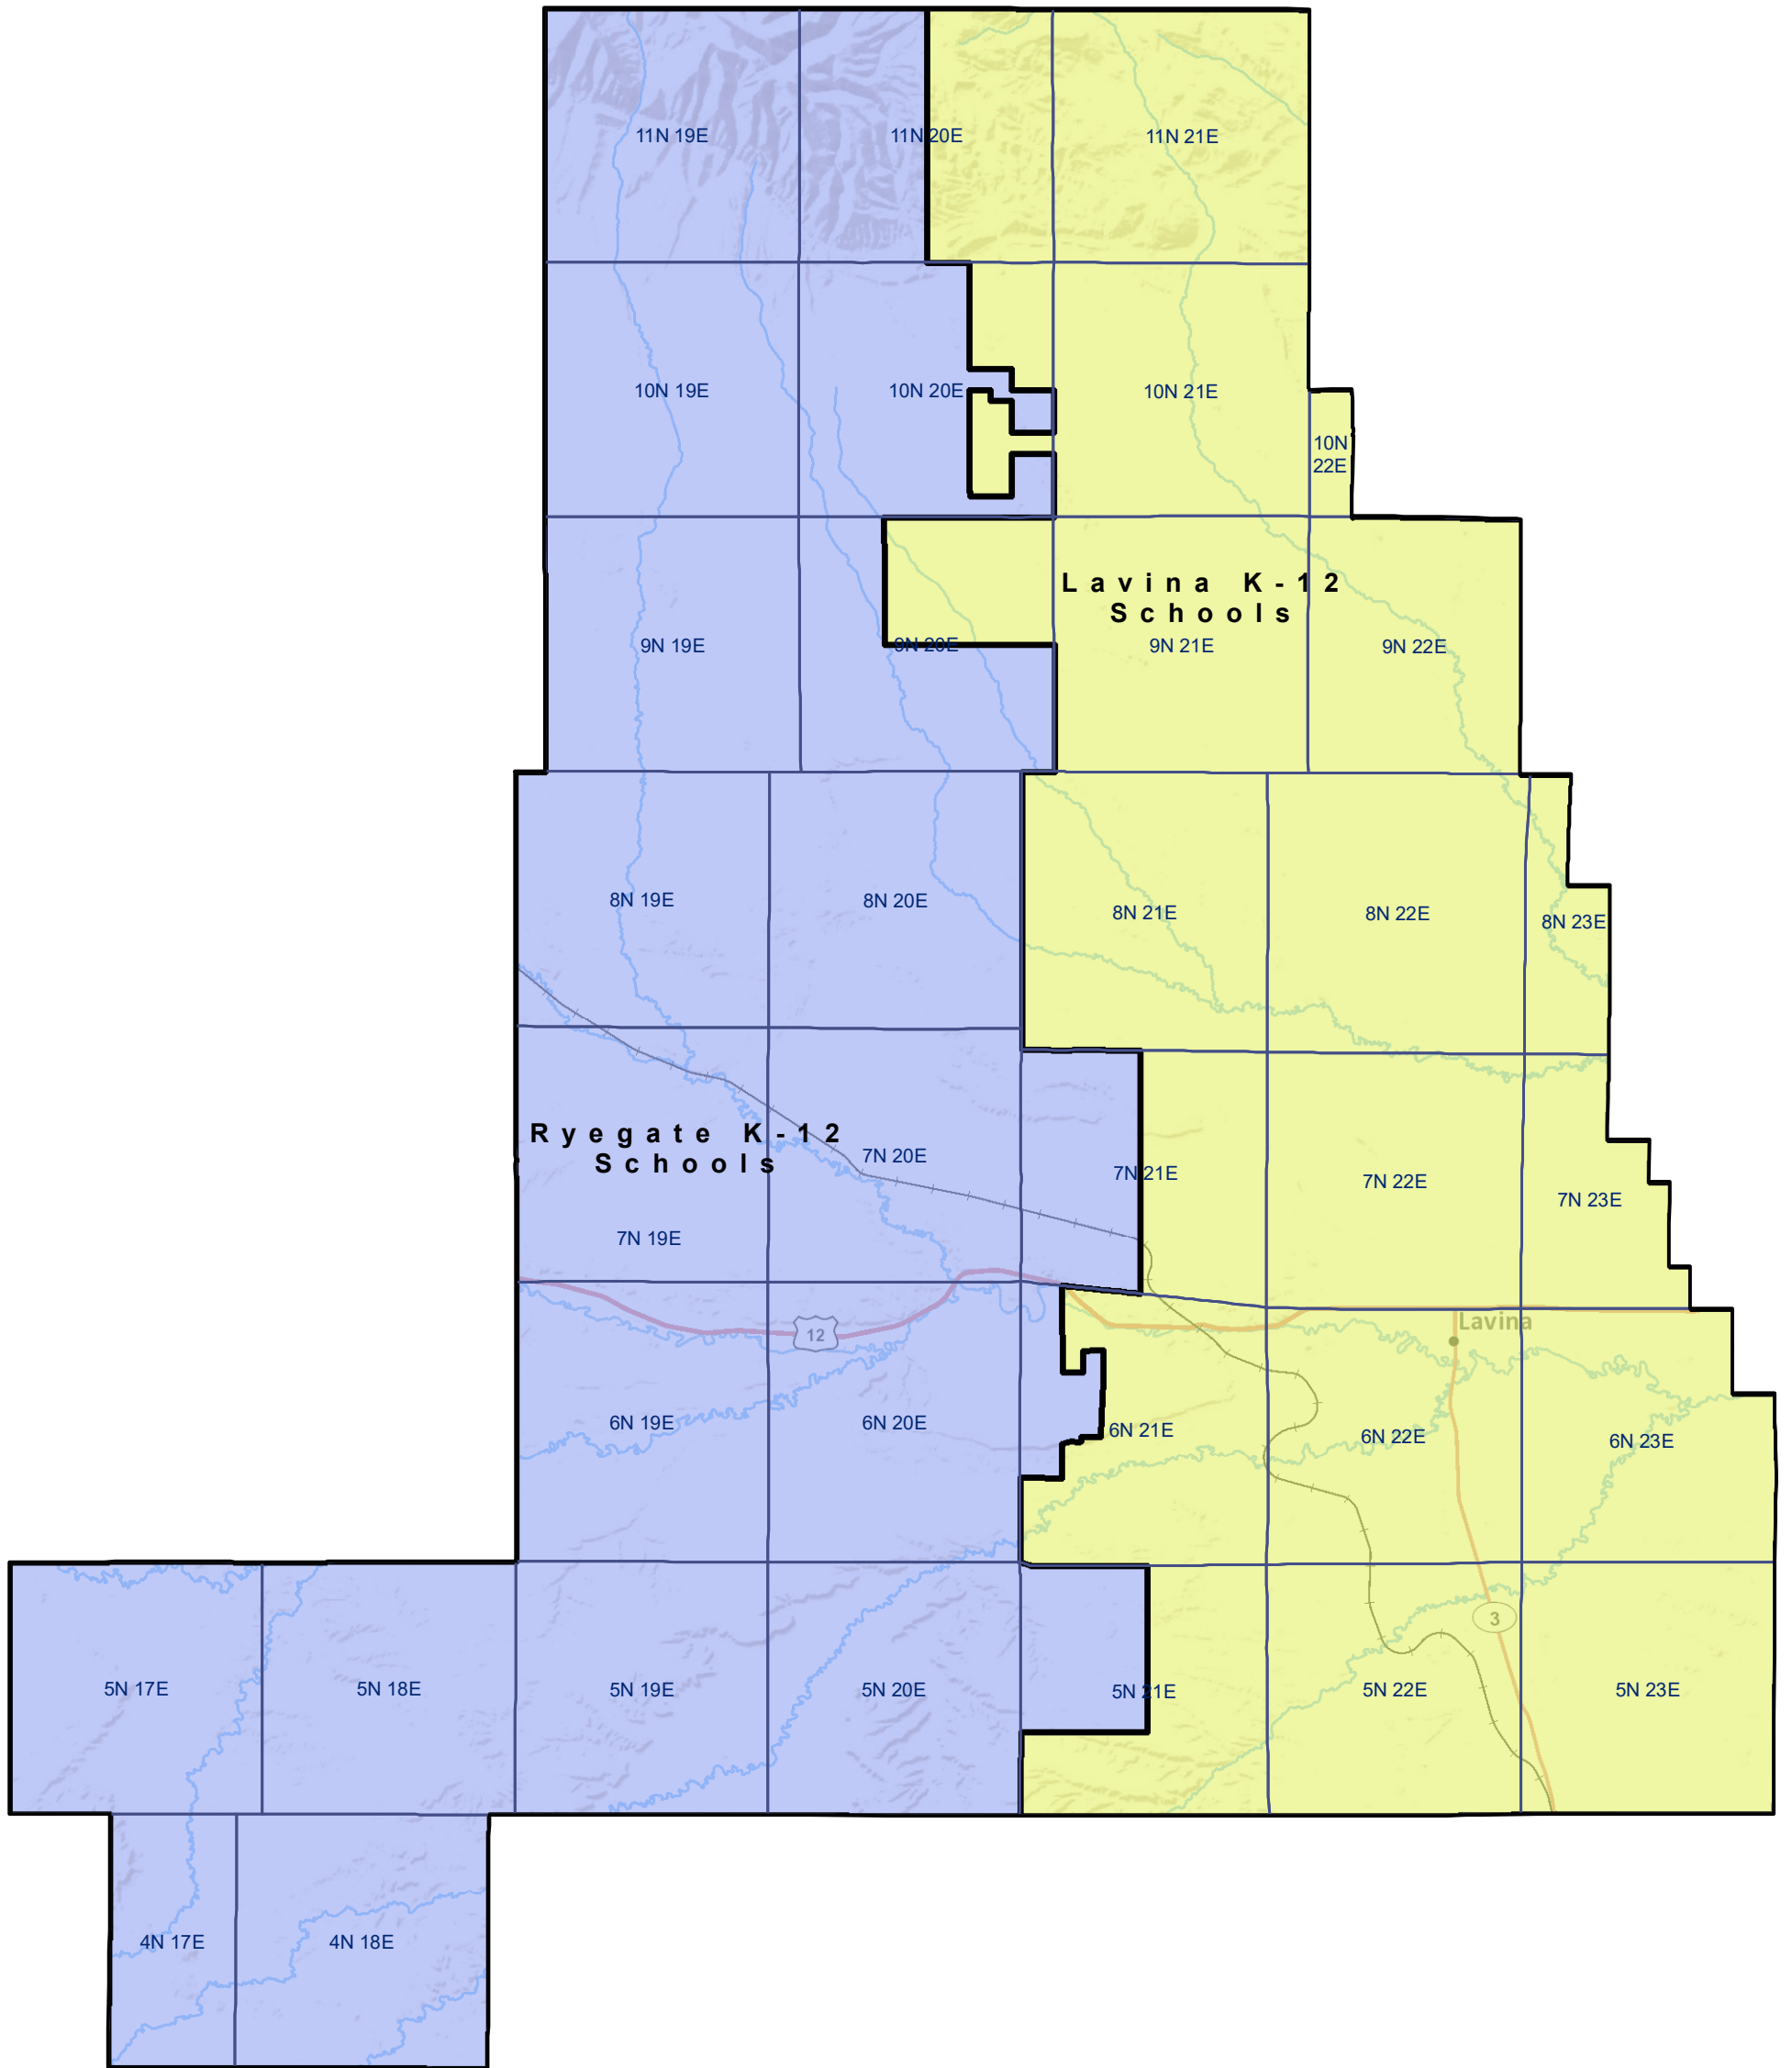 11N 19E
11N 20E
11N 21E
10N 19E
10N 20E
10N 21E
10N
22E
Lavina K-12
Schools
9N 19E
9N 20E
9N 21E
9N 22E
8N 19E
8N 20E
8N 21E
8N 22E
8N 23E
Ryegate K-12
Schools
7N 20E
7N 21E
7N 22E
7N 23E
7N 19E
12
Lavina
6N 19E
6N 20E
6N 21E
6N 22E
6N 23E
3
5N 17E
5N 18E
5N 19E
5N 20E
5N 21E
5N 22E
5N 23E
4N 17E
4N 18E